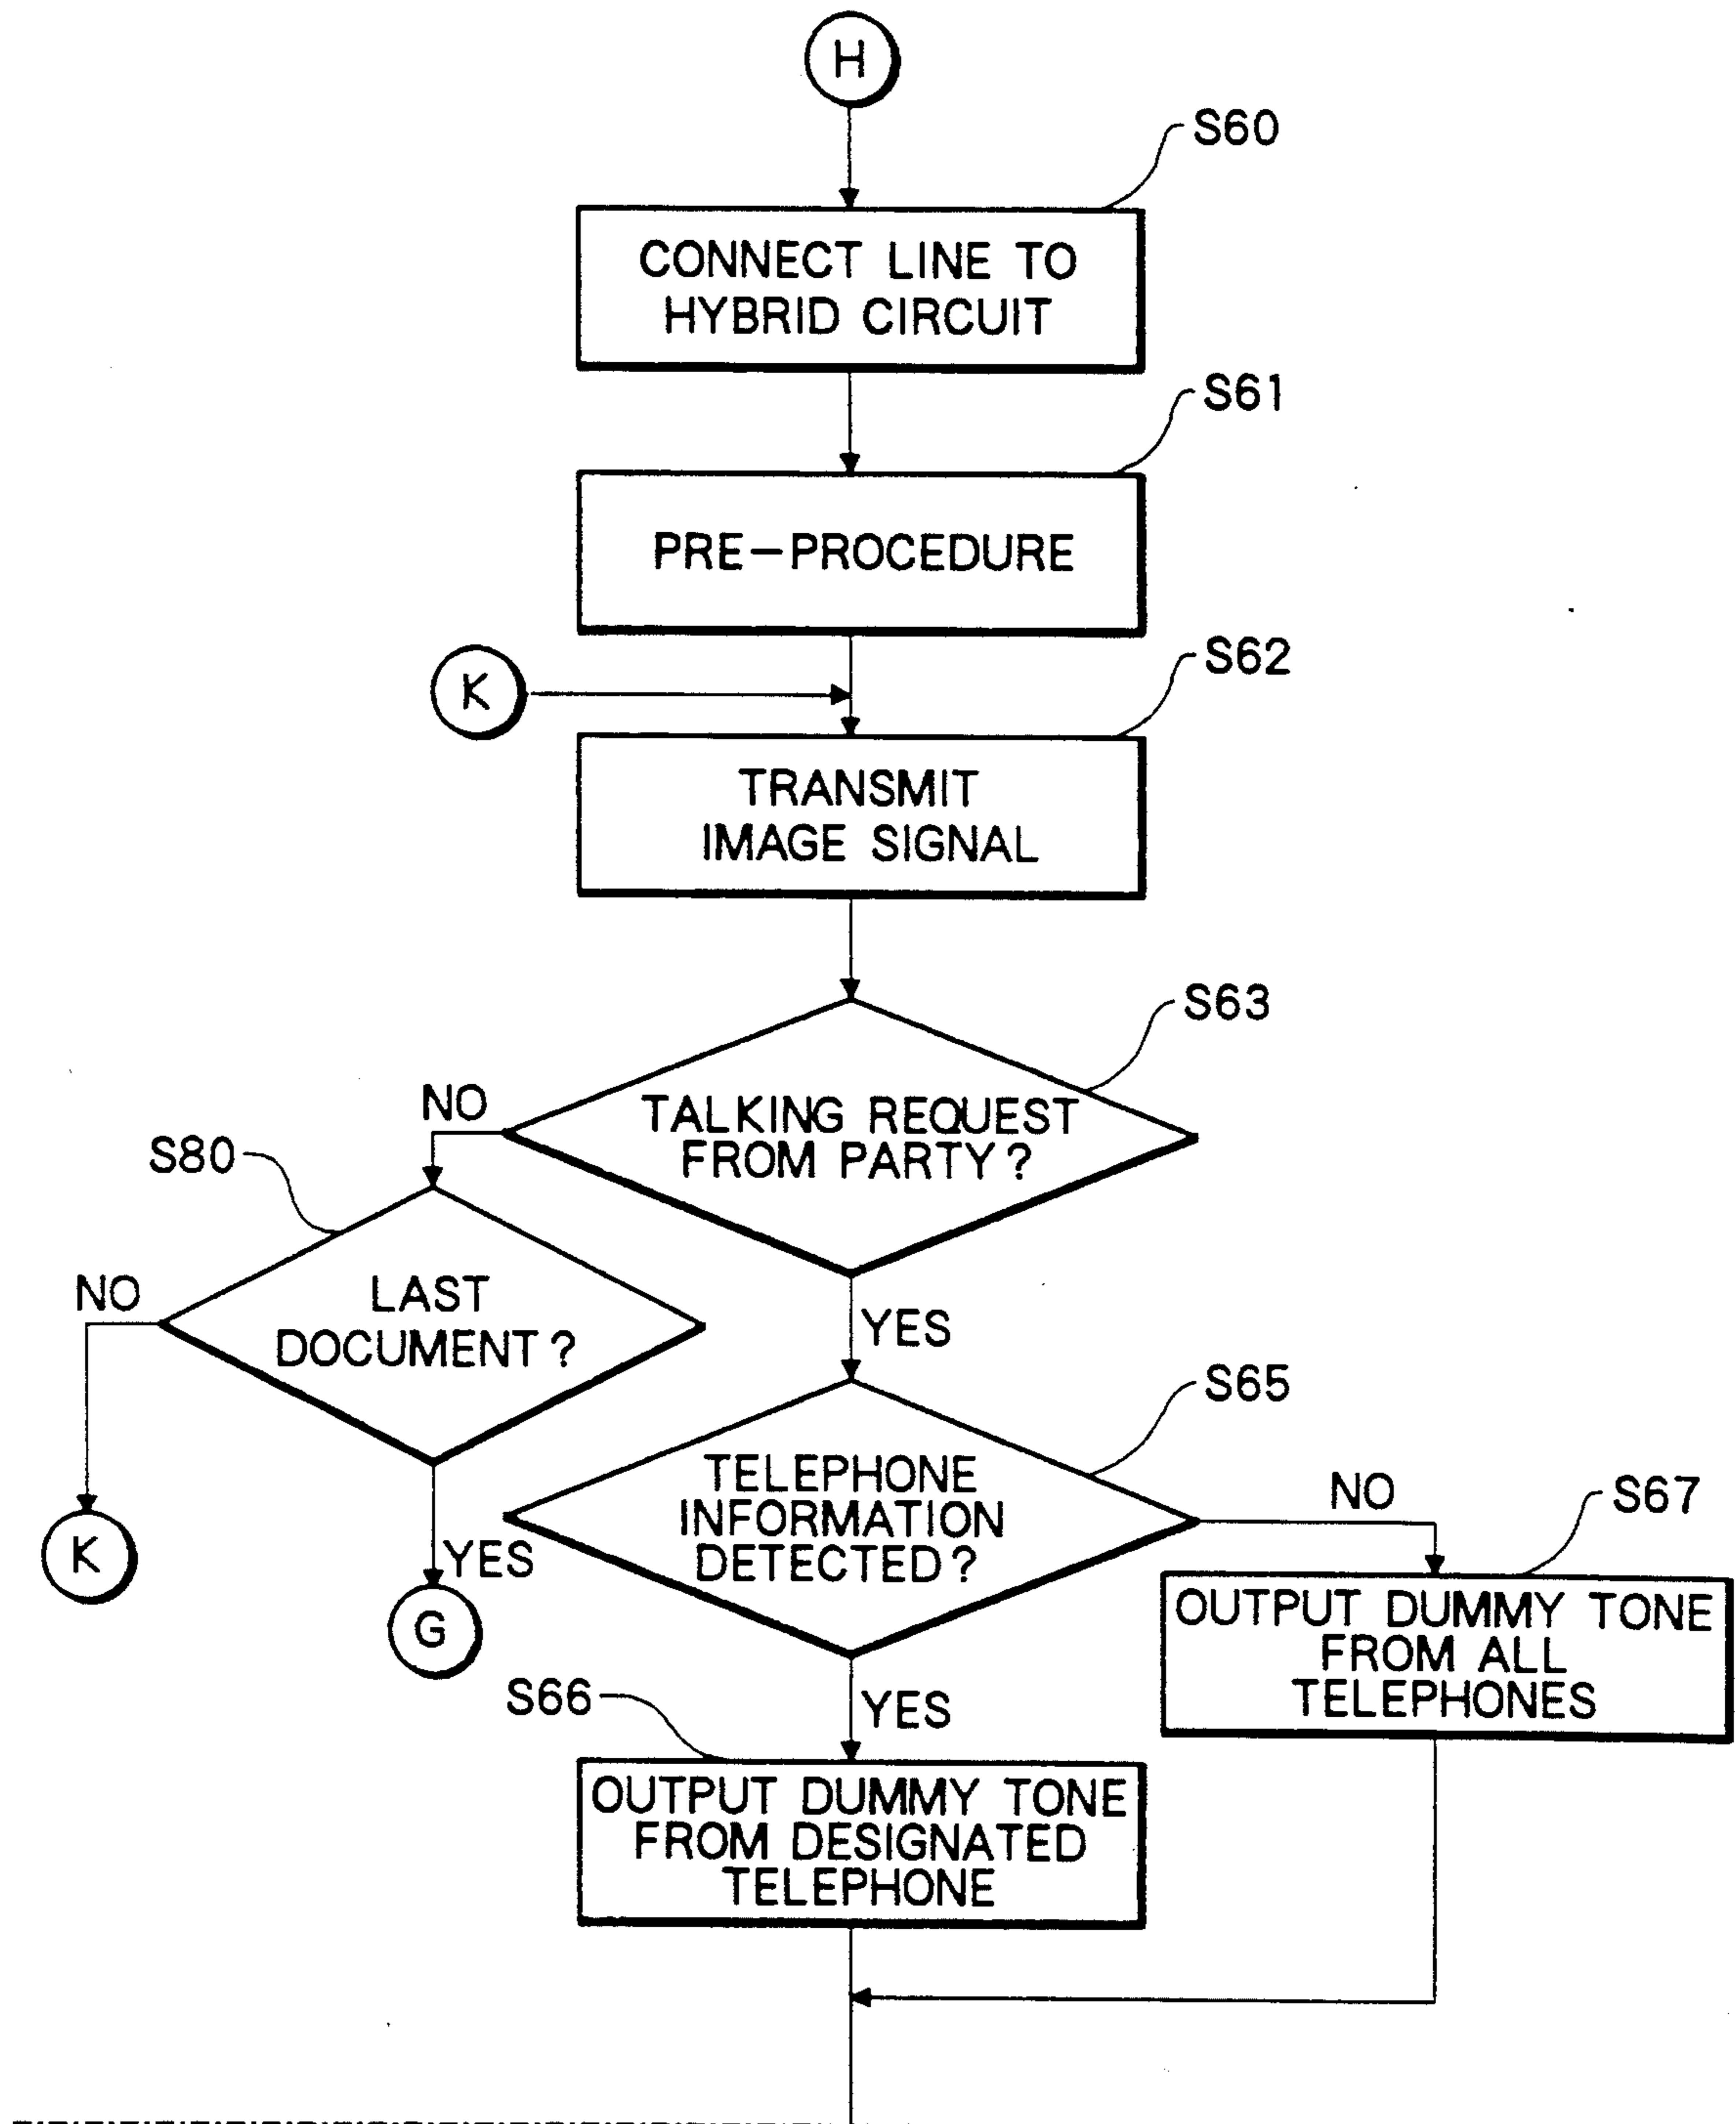 H
S60
CONNECT LINE TO
HYBRID CIRCUIT
S61
PRE-PROCEDURE
S62
K
TRANSMIT
IMAGE SIGNAL
S63
NO
TALKING REQUEST
FROM PARTY?
S80
NO
LAST
DOCUMENT?
YES
S65
TELEPHONE
INFORMATION
DETECTED?
NO
S67
K
YES
G
OUTPUT DUMMY TONE
FROM ALL
TELEPHONES
S66
YES
OUTPUT DUMMY TONE
FROM DESIGNATED
TELEPHONE